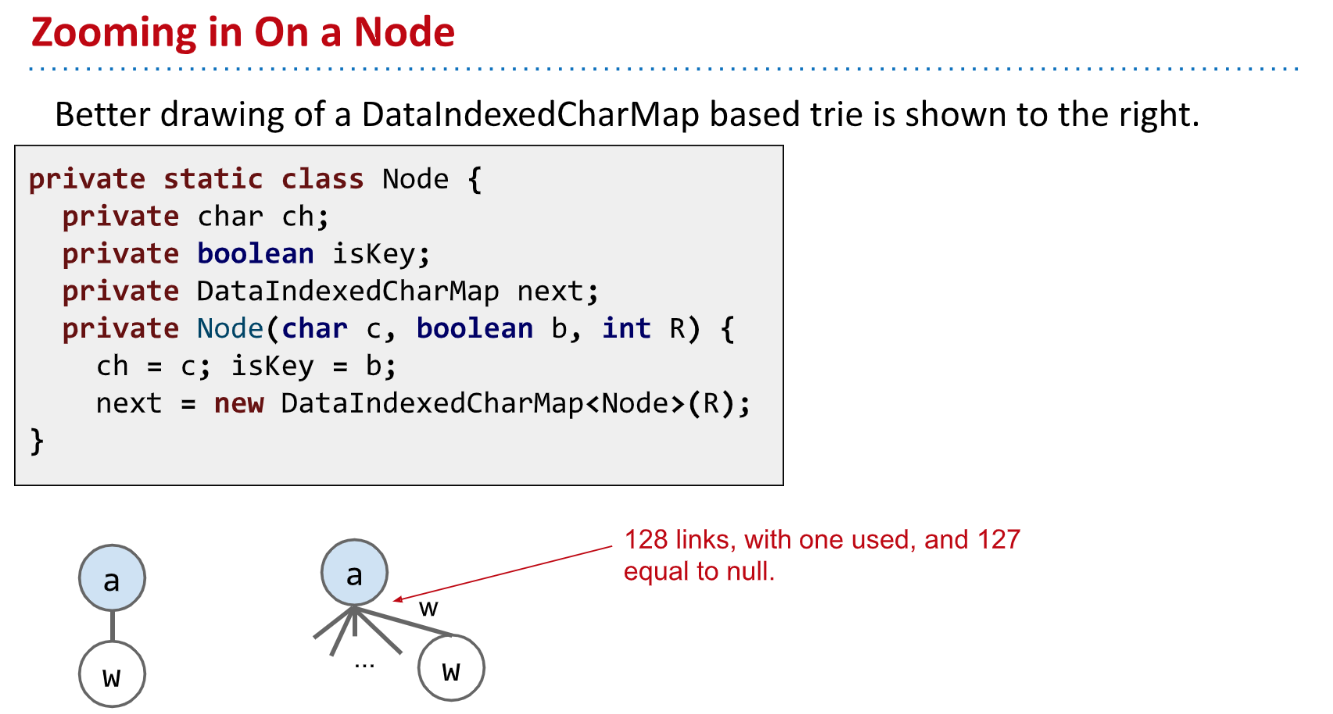 Zooming in On a Node
Better drawing of a DataIndexedCharMap based trie is shown to the right.
private static class Node {
private char ch;
private boolean isKey;
private DataIndexedCharMap next;
private Node(char c, boolean b, int R) {
ch = c; isKey = b;
next = new DataIndexedCharMap<Node>(R);
}
128 links, with one used, and 127
equal to null.
a
a
w
...
w
w